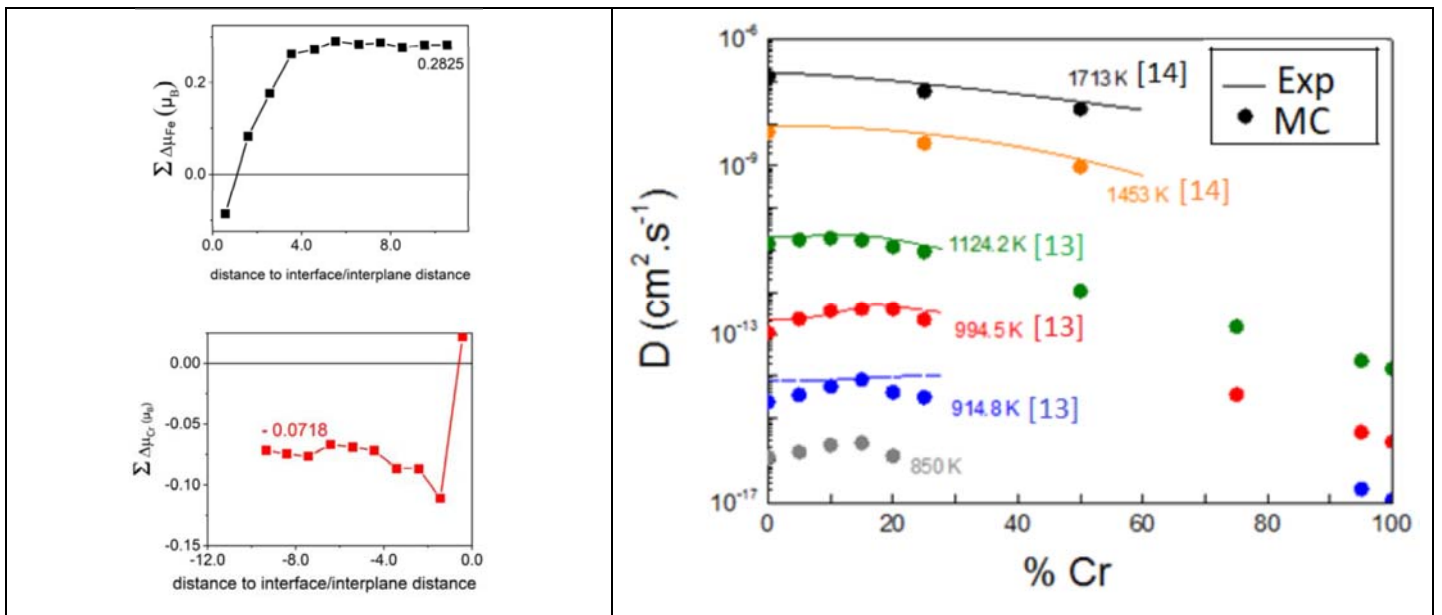 Σ Δμ_Fe (μ_B)
0.2
0.0
0.2825
0.0 4.0 8.0
distance to interface/interplane distance
Σ Δμ_Cr (μ_B)
0.00
-0.05
-0.10
-0.15
- 0.0718
-12.0 -8.0 -4.0 0.0
distance to interface/interplane distance
D (cm².s⁻¹)
10⁻⁶
10⁻⁹
10⁻¹³
10⁻¹⁷
Exp
MC
1713 K [14]
1453 K [14]
1124.2 K [13]
994.5 K [13]
914.8 K [13]
850 K
0 20 40 60 80 100
% Cr